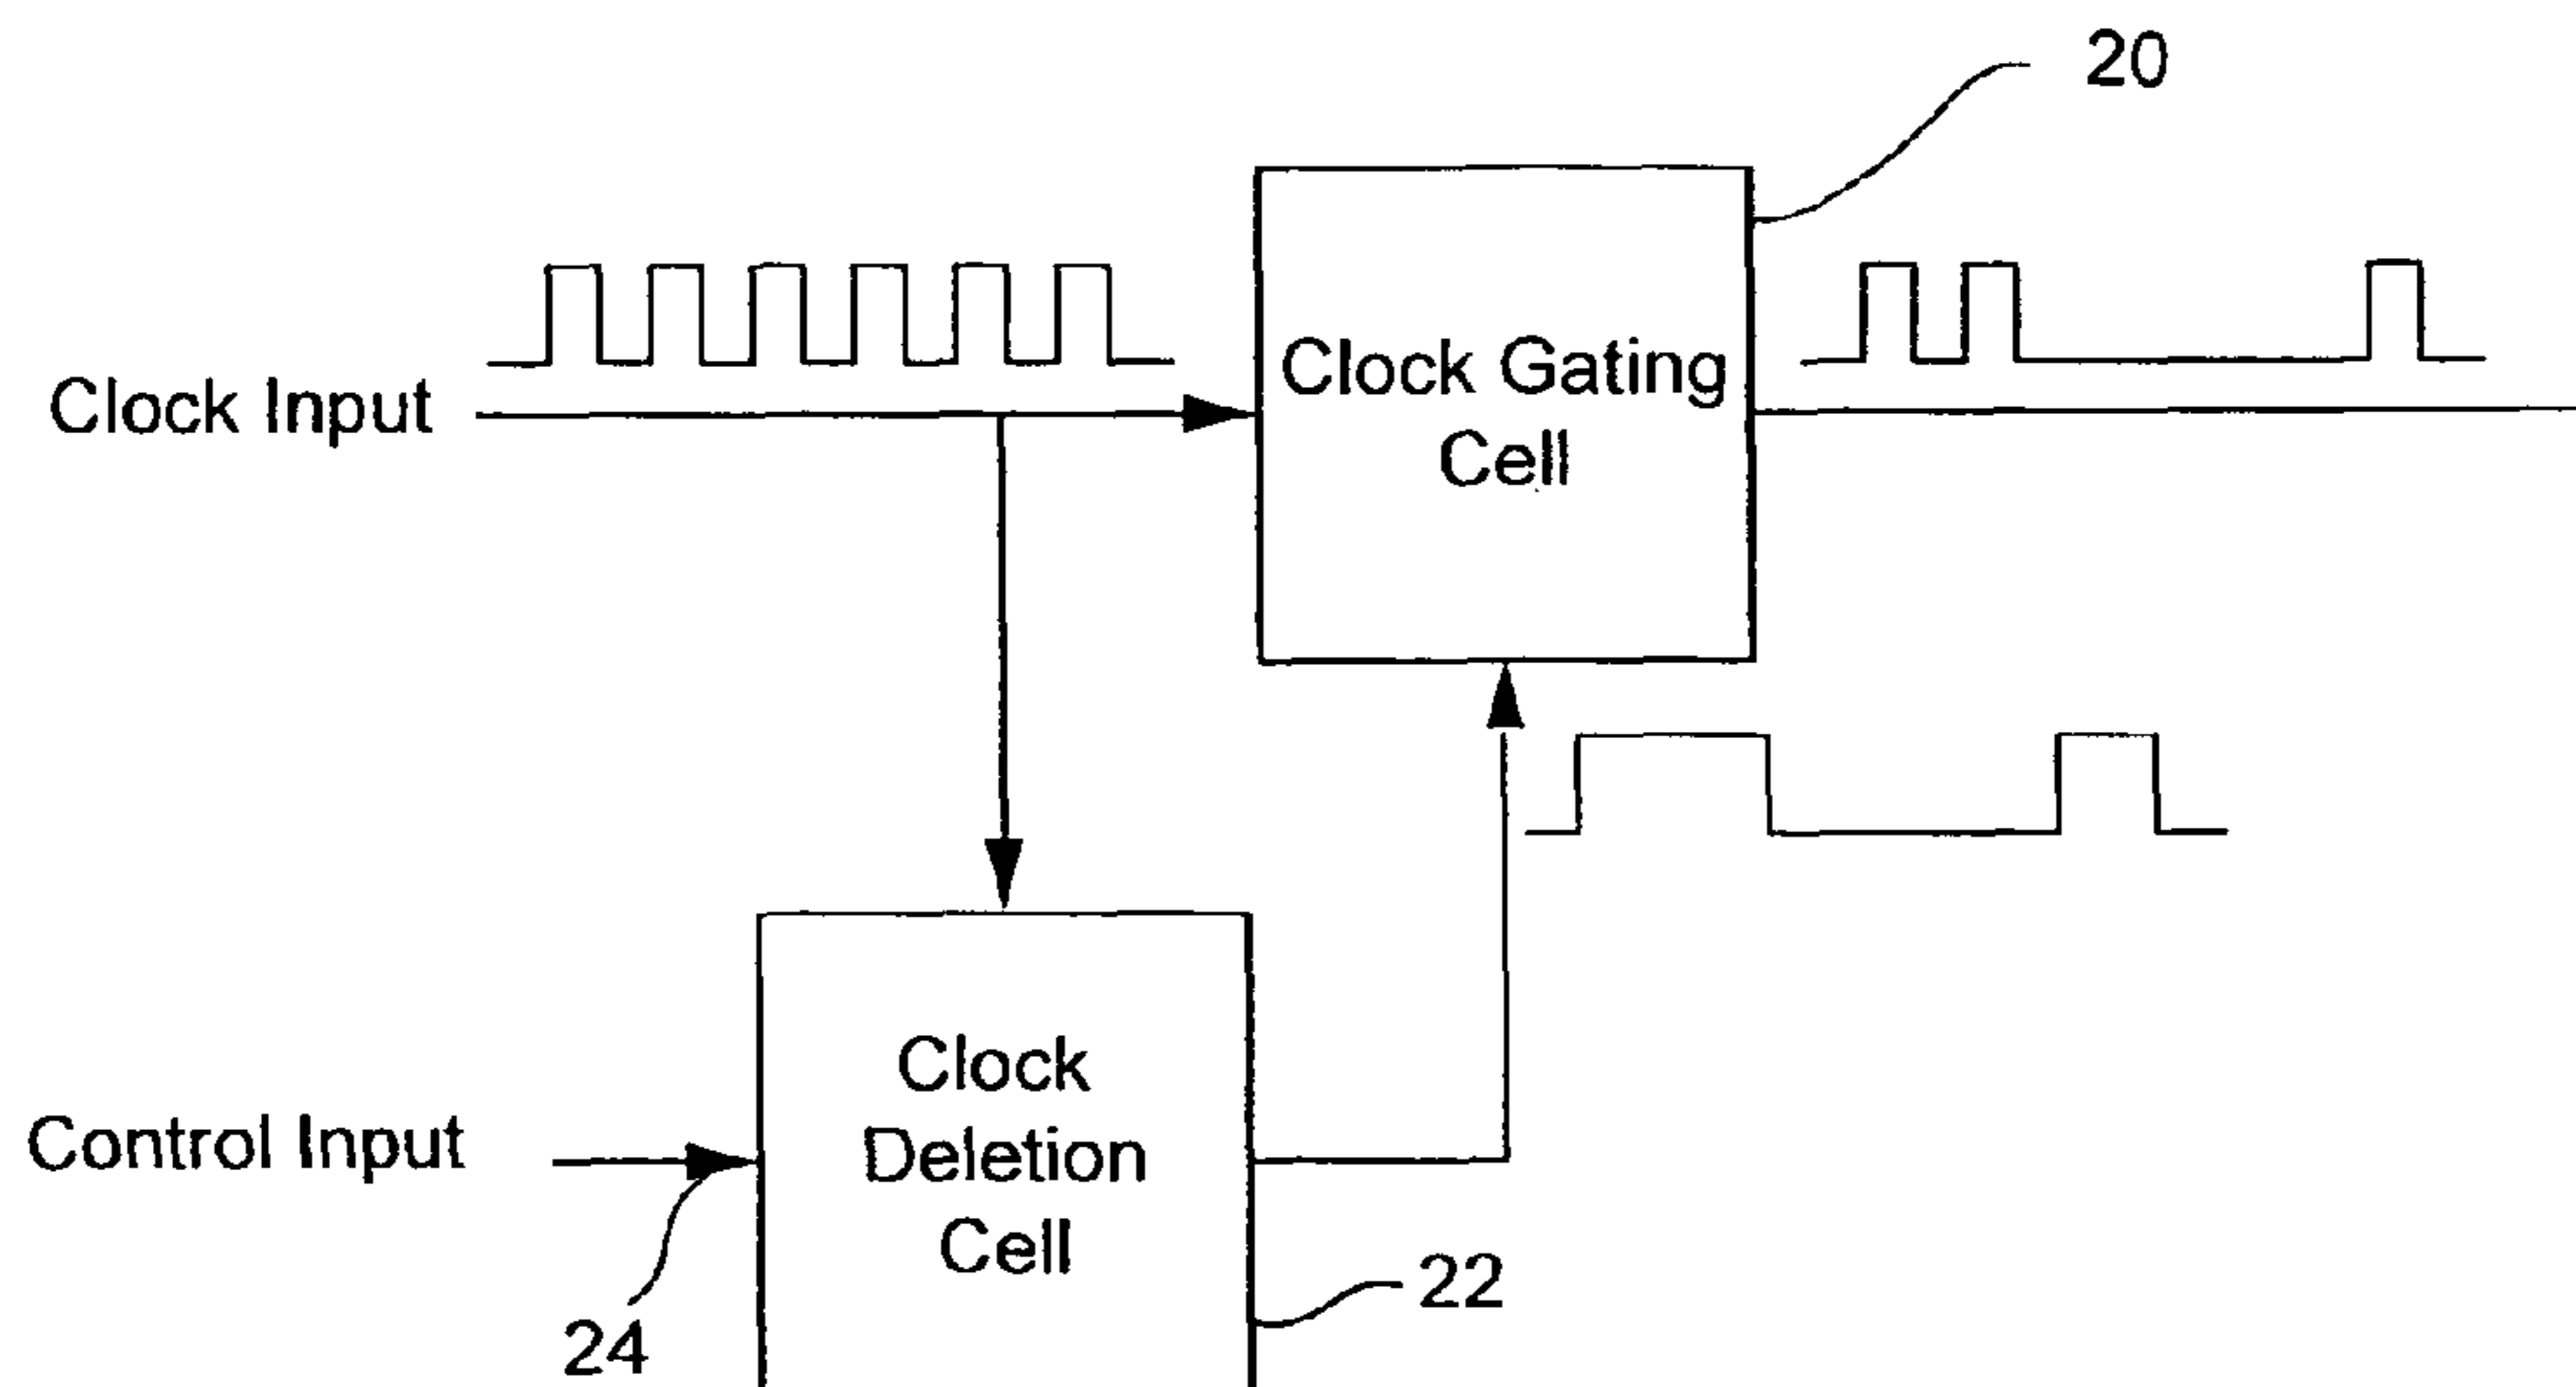 20
Clock Input
Clock Gating
Cell
Control Input
Clock
Deletion
Cell
22
24